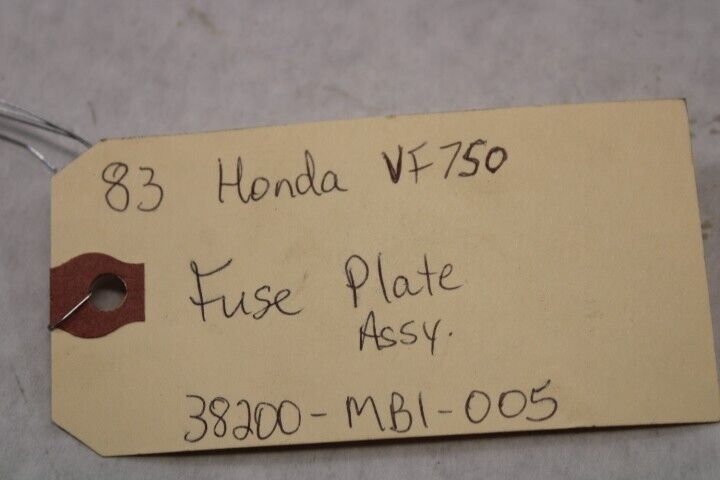 83 Honda VF750
Fuse Plate
Assy.
38200-MB1-005